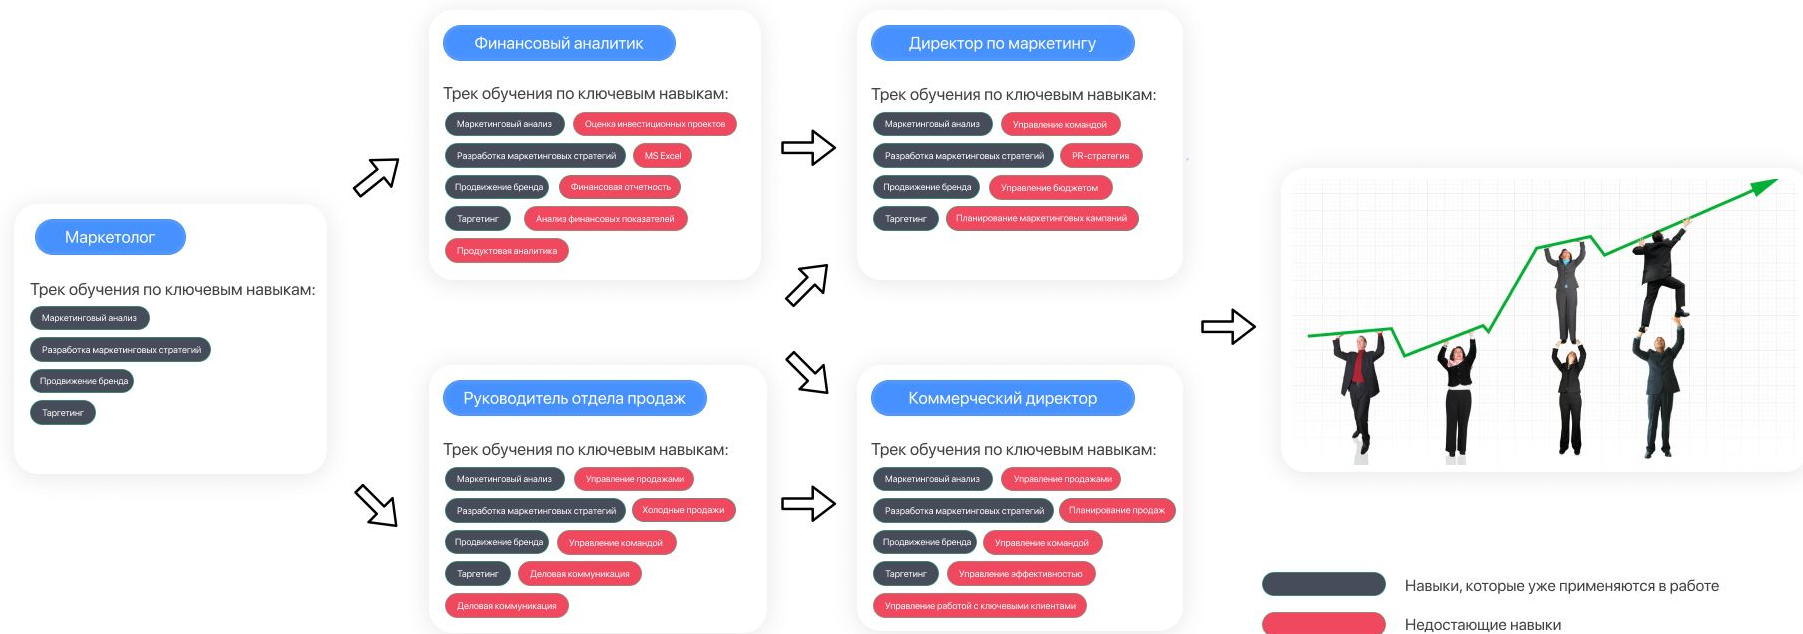 Маркетолог
Трек обучения по ключевым навыкам:
Маркетинговый анализ
Разработка маркетинговых стратегий
Продвижение бренда
Таргетинг
Финансовый аналитик
Трек обучения по ключевым навыкам:
Маркетинговый анализ Оценка инвестиционных проектов
Разработка маркетинговых стратегий MS Excel
Продвижение бренда Финансовая отчетность
Таргетинг Анализ финансовых показателей
Продуктовая аналитика
Руководитель отдела продаж
Трек обучения по ключевым навыкам:
Маркетинговый анализ Управление продажами
Разработка маркетинговых стратегий Холодные продажи
Продвижение бренда Управление командой
Таргетинг Деловая коммуникация
Деловая коммуникация
Директор по маркетингу
Трек обучения по ключевым навыкам:
Маркетинговый анализ Управление командой
Разработка маркетинговых стратегий PR-стратегия
Продвижение бренда Управление бюджетом
Таргетинг Планирование маркетинговых кампаний
Коммерческий директор
Трек обучения по ключевым навыкам:
Маркетинговый анализ Управление продажами
Разработка маркетинговых стратегий Планирование продаж
Продвижение бренда Управление командой
Таргетинг Управление эффективностью
Управление работой с ключевыми клиентами
Навыки, которые уже применяются в работе
Недостающие навыки